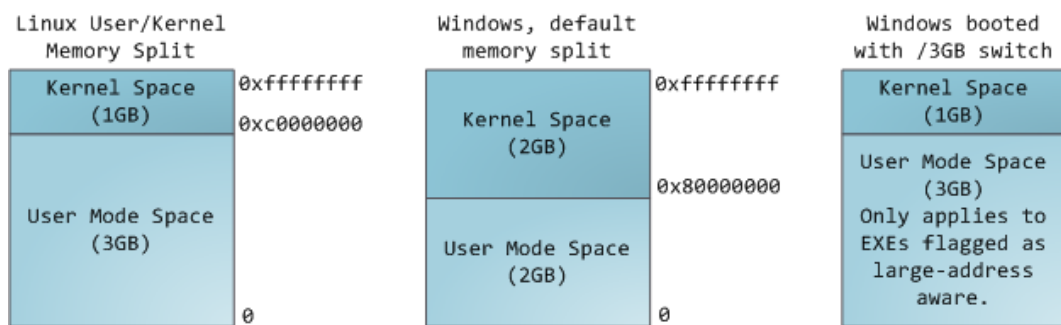 Linux User/Kernel
Memory Split
Kernel Space
(1GB)
0xffffffff
0xc0000000
User Mode Space
(3GB)
0
Windows, default
memory split
Kernel Space
(2GB)
0xffffffff
0x80000000
User Mode Space
(2GB)
0
Windows booted
with /3GB switch
Kernel Space
(1GB)
User Mode Space
(3GB)
Only applies to
EXEs flagged as
large-address
aware.